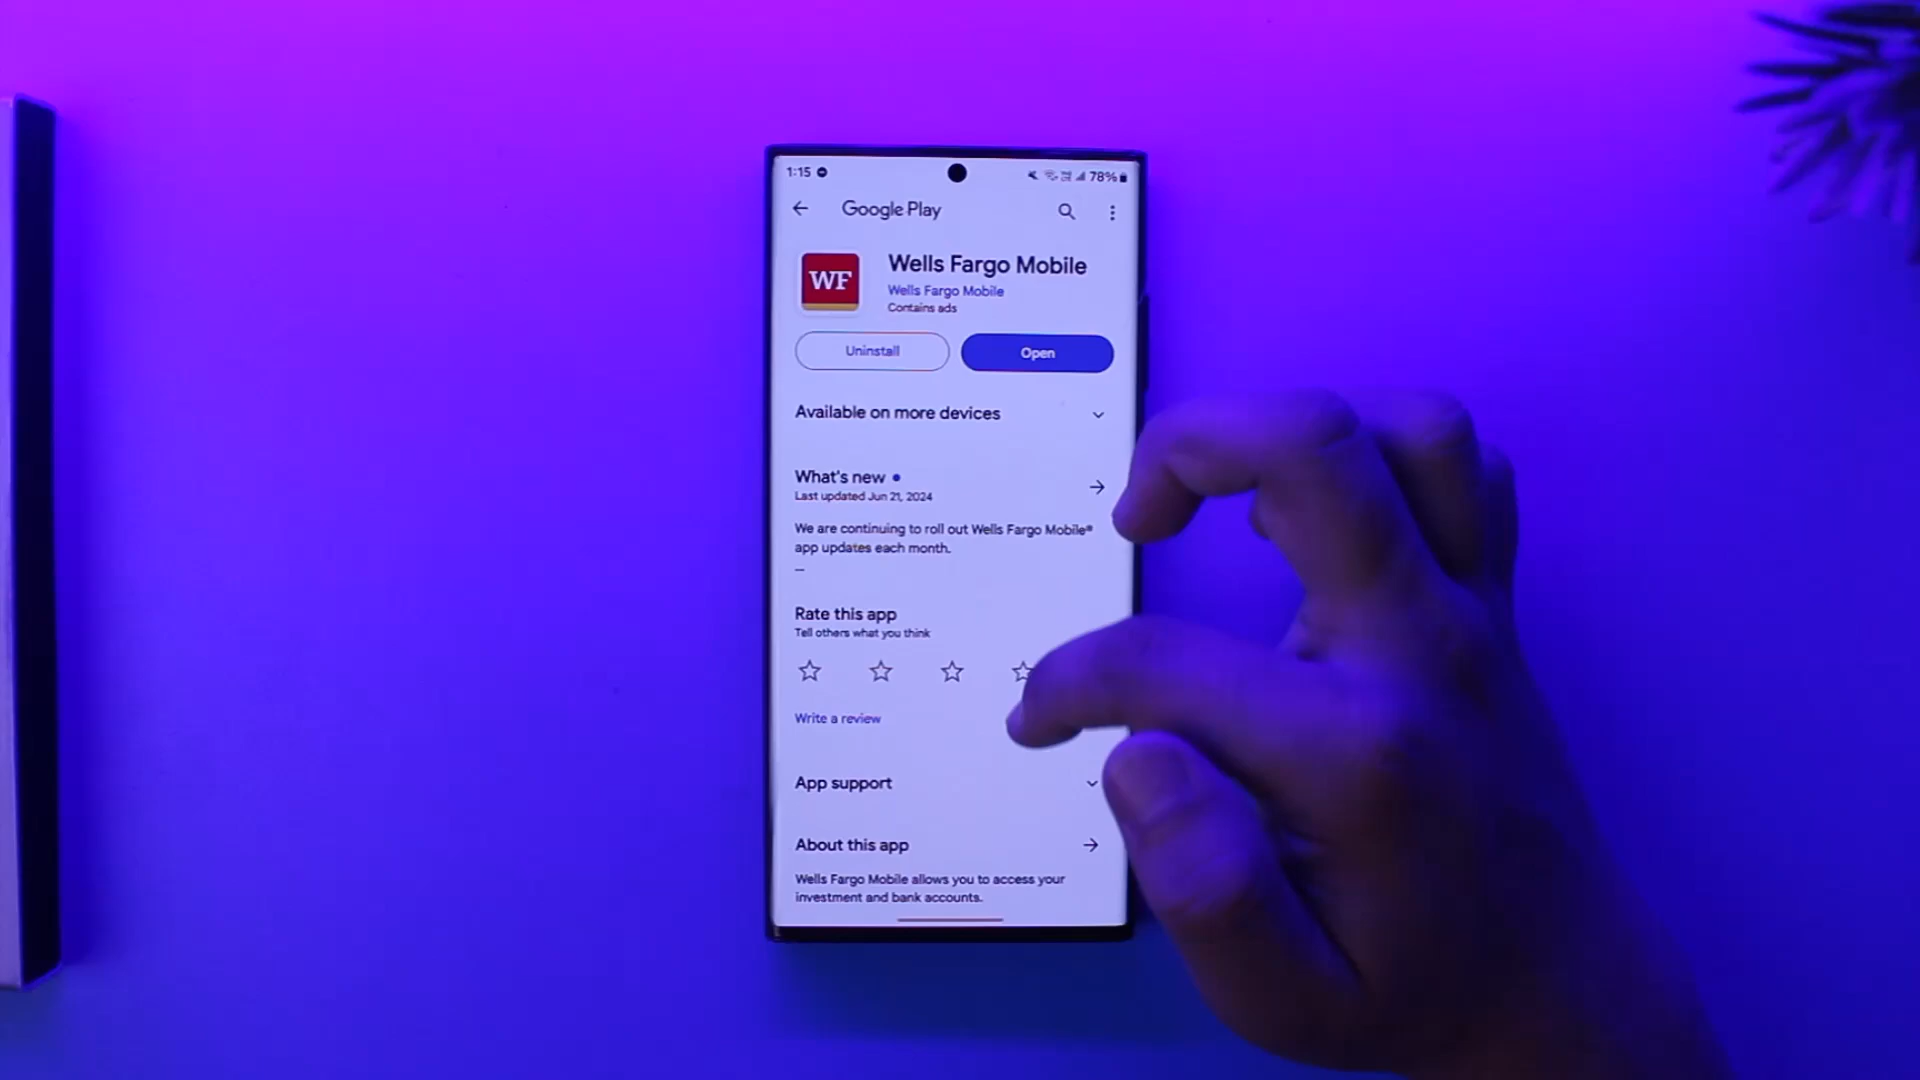 1:15
78%
Google Play
WF
Wells Fargo Mobile
Wells Fargo Mobile
Contains ads
Uninstall
Open
Available on more devices
What's new
Last updated Jun 21, 2024
We are continuing to roll out Wells Fargo Mobile®
app updates each month.
Rate this app
Tell others what you think
Write a review
App support
About this app
Wells Fargo Mobile allows you to access your
investment and bank accounts.